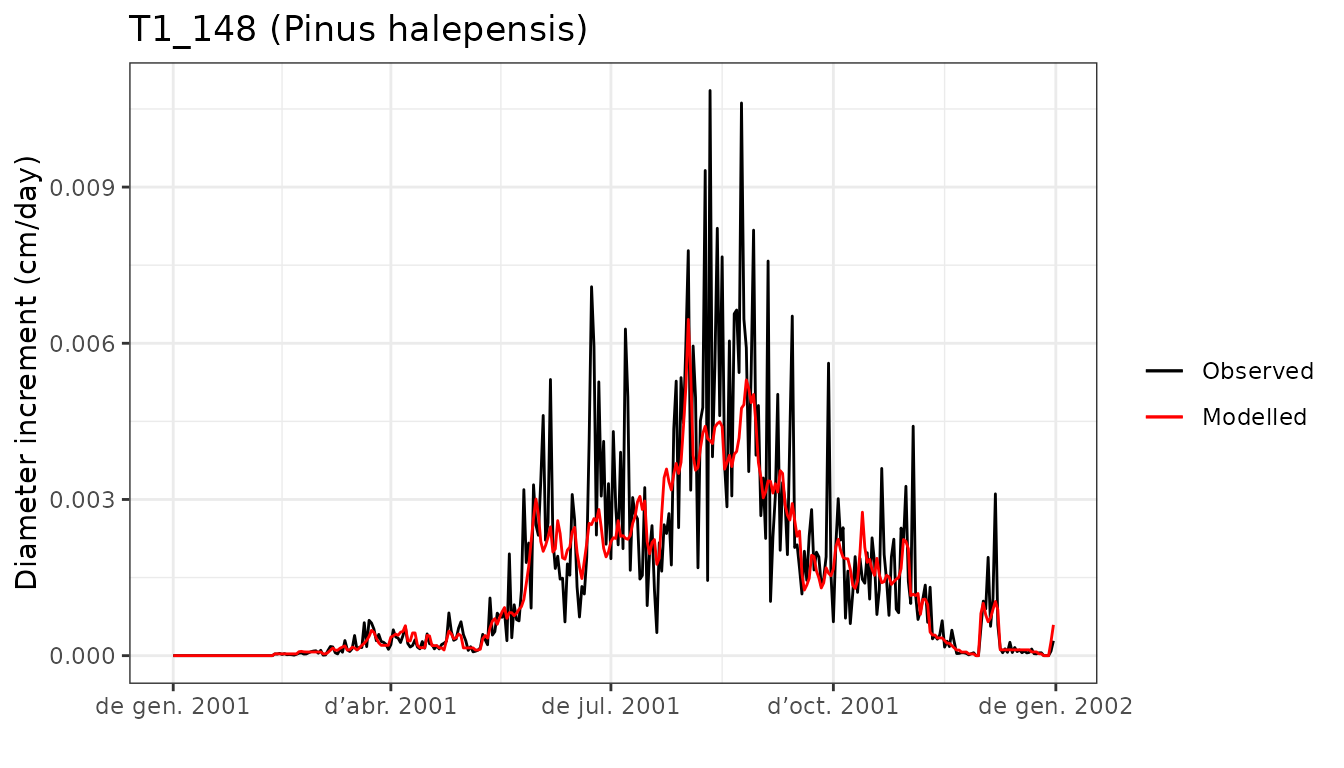 T1_148 (Pinus halepensis)
Diameter increment (cm/day)
0.009
0.006
0.003
0.000
de gen. 2001
d’abr. 2001
de jul. 2001
d’oct. 2001
de gen. 2002
Observed
Modelled